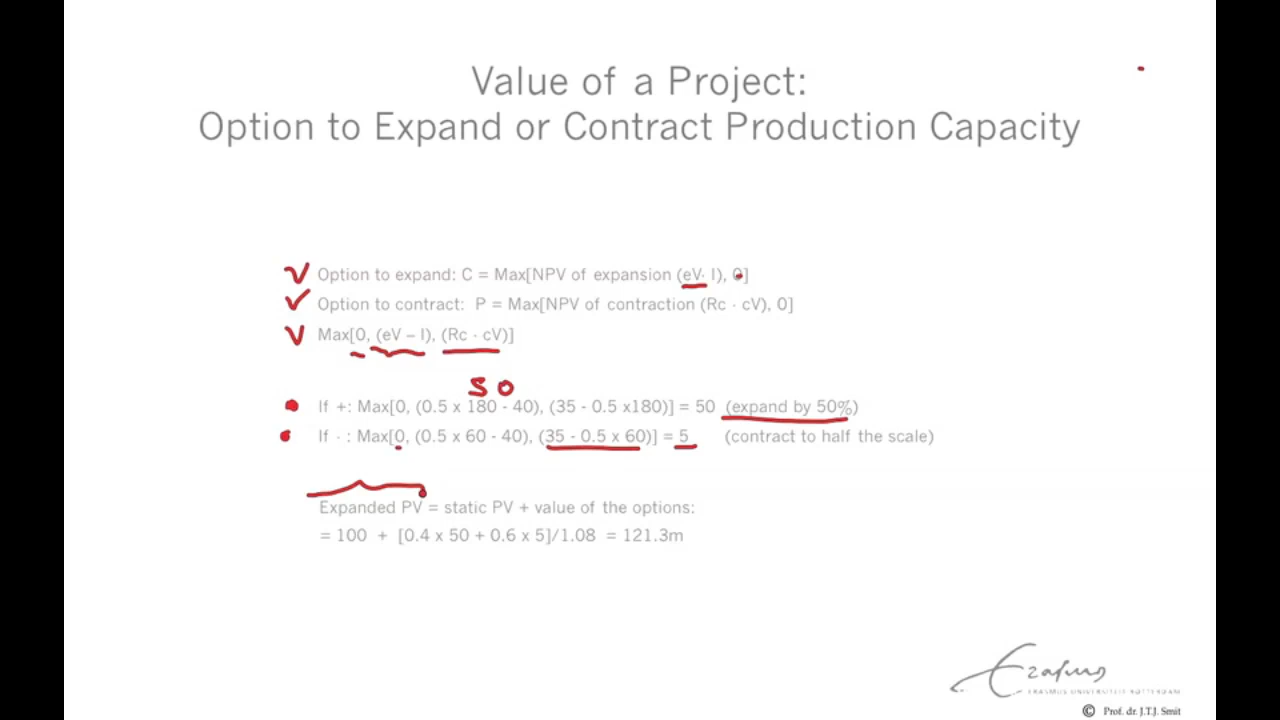 Value of a Project:
Option to Expand or Contract Production Capacity
Option to expand: C = Max[NPV of expansion (eV- I), 0]
Option to contract: P = Max[NPV of contraction (Rc - cV), 0]
Max[0, (eV – I), (Rc - cV)]
50
If +: Max[0, (0.5 x 180 - 40), (35 - 0.5 x180)] = 50 (expand by 50%)
If - : Max[0, (0.5 x 60 - 40), (35 - 0.5 x 60)] = 5 (contract to half the scale)
Expanded PV = static PV + value of the options:
= 100 + [0.4 x 50 + 0.6 x 5]/1.08 = 121.3m
Erasmus
ERASMUS UNIVERSITEIT ROTTERDAM
© Prof. dr. J.T.J. Smit